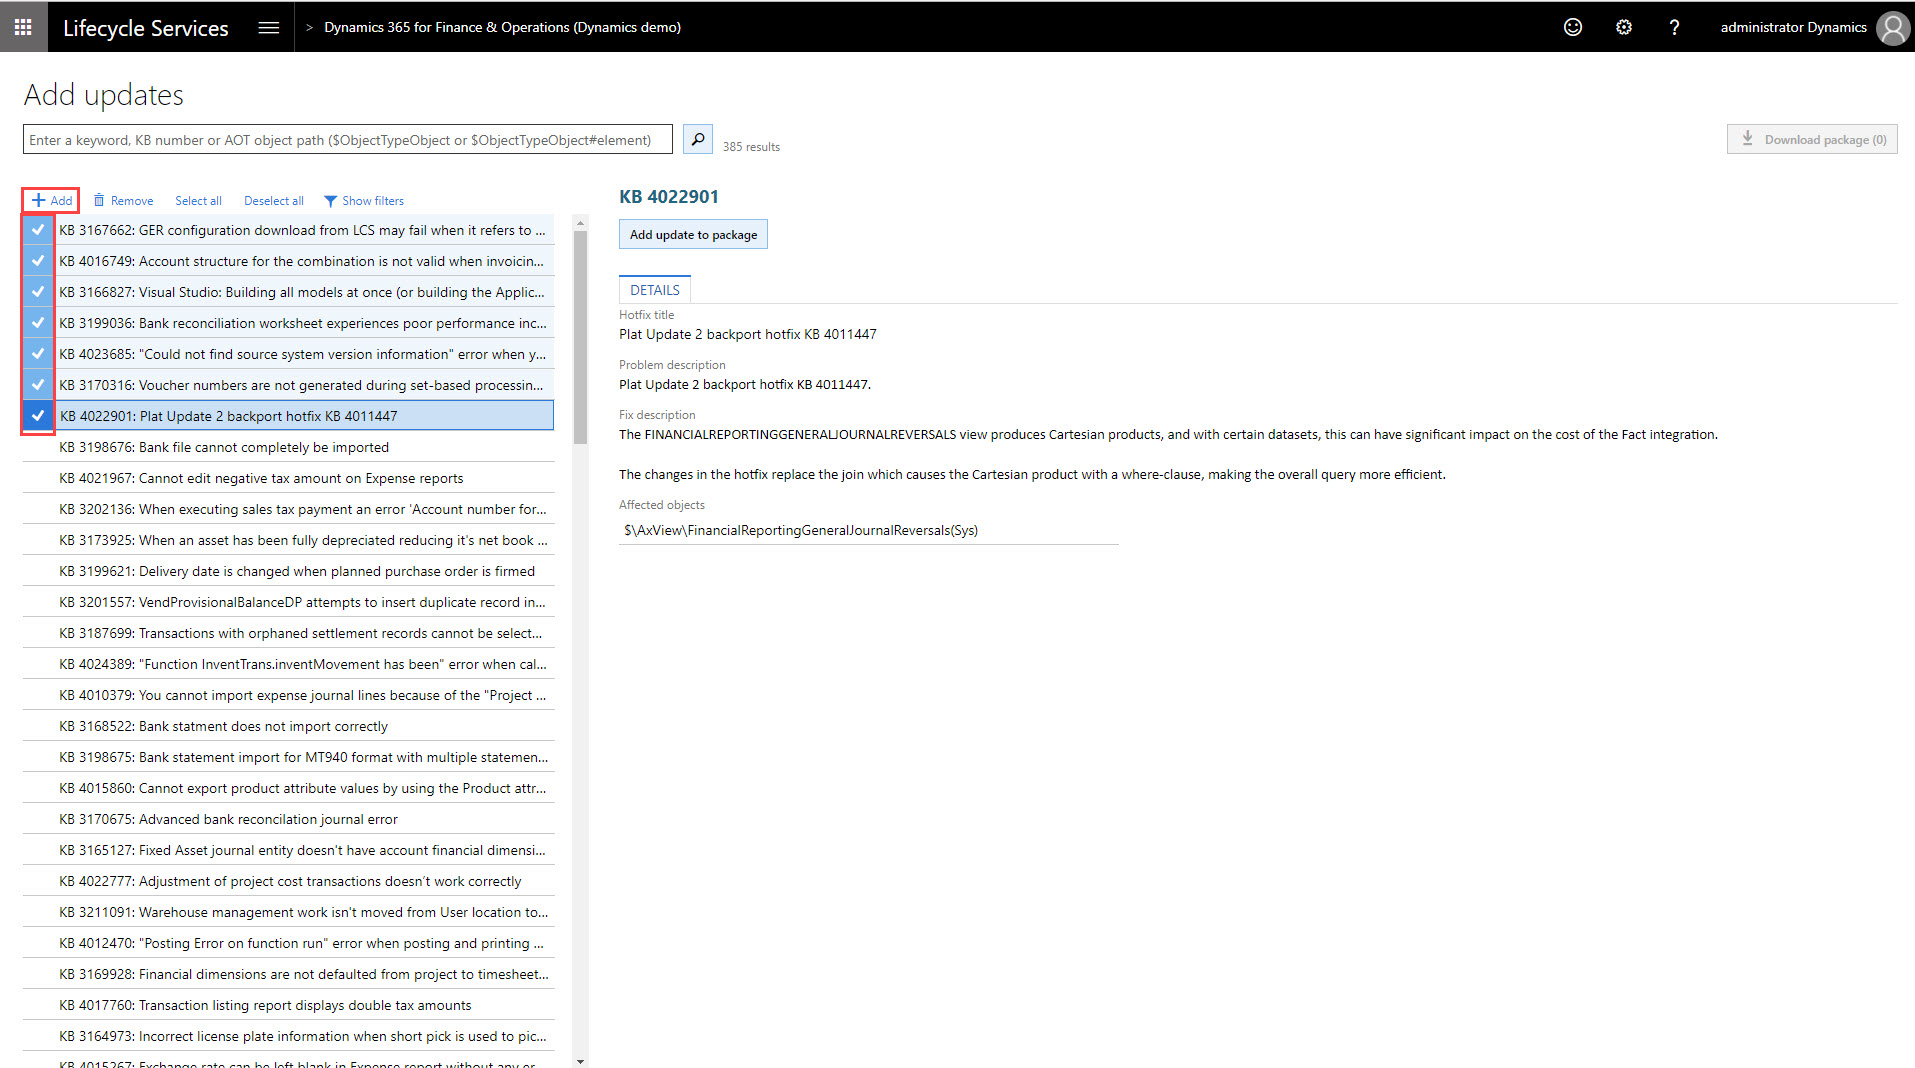 Lifecycle Services
> Dynamics 365 for Finance & Operations (Dynamics demo)
?
administrator Dynamics
Add updates
Enter a keyword, KB number or AOT object path ($ObjectTypeObject or $ObjectTypeObject#element)
385 results
Download package (0)
Add
Remove
Select all
Deselect all
Show filters
KB 3167662: GER configuration download from LCS may fail when it refers to ...
KB 4016749: Account structure for the combination is not valid when invoicin...
KB 3166827: Visual Studio: Building all models at once (or building the Applic...
KB 3199036: Bank reconciliation worksheet experiences poor performance inc...
KB 4023685: "Could not find source system version information" error when y...
KB 3170316: Voucher numbers are not generated during set-based processin...
KB 4022901: Plat Update 2 backport hotfix KB 4011447
KB 3198676: Bank file cannot completely be imported
KB 4021967: Cannot edit negative tax amount on Expense reports
KB 3202136: When executing sales tax payment an error 'Account number for...
KB 3173925: When an asset has been fully depreciated reducing it's net book ...
KB 3199621: Delivery date is changed when planned purchase order is firmed
KB 3201557: VendProvisionalBalanceDP attempts to insert duplicate record in...
KB 3187699: Transactions with orphaned settlement records cannot be select...
KB 4024389: "Function InventTrans.inventMovement has been" error when cal...
KB 4010379: You cannot import expense journal lines because of the "Project ...
KB 3168522: Bank statment does not import correctly
KB 3198675: Bank statement import for MT940 format with multiple statemen...
KB 4015860: Cannot export product attribute values by using the Product attr...
KB 3170675: Advanced bank reconcilation journal error
KB 3165127: Fixed Asset journal entity doesn't have account financial dimensi...
KB 4022777: Adjustment of project cost transactions doesn't work correctly
KB 3211091: Warehouse management work isn't moved from User location to...
KB 4012470: "Posting Error on function run" error when posting and printing ...
KB 3169928: Financial dimensions are not defaulted from project to timesheet...
KB 4017760: Transaction listing report displays double tax amounts
KB 3164973: Incorrect license plate information when short pick is used to pic...
KB 4015267: Exchange rate can be left blank in Expense report without any er...
KB 4022901
Add update to package
DETAILS
Hotfix title
Plat Update 2 backport hotfix KB 4011447
Problem description
Plat Update 2 backport hotfix KB 4011447.
Fix description
The FINANCIALREPORTINGGENERALJOURNALREVERSALS view produces Cartesian products, and with certain datasets, this can have significant impact on the cost of the Fact integration.
The changes in the hotfix replace the join which causes the Cartesian product with a where-clause, making the overall query more efficient.
Affected objects
$\AxView\FinancialReportingGeneralJournalReversals(Sys)